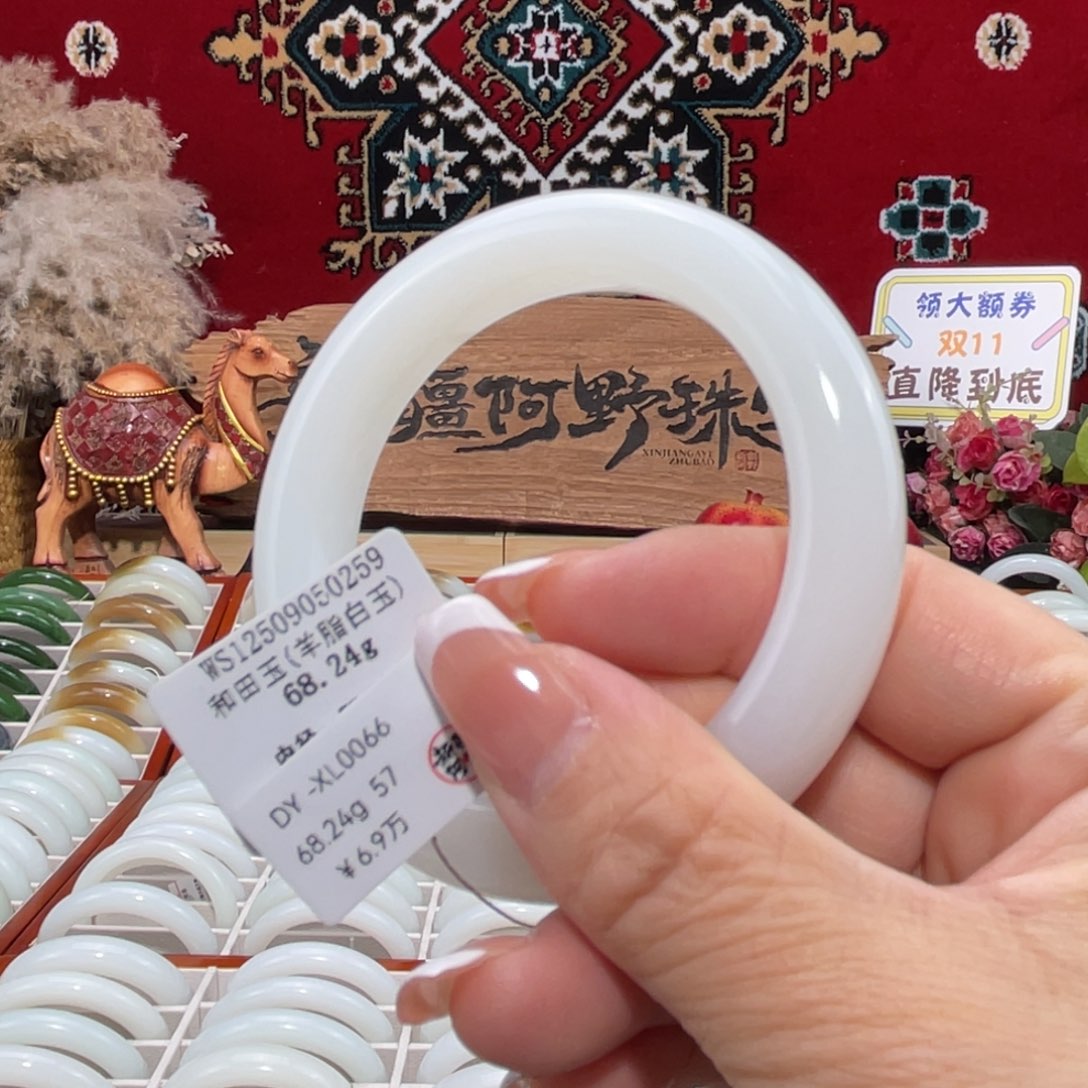 领大额券
双11
直降到底
疆阿野珠
XINJIANGAYE
ZHUBAO
WS12509050259
和田玉(羊脂白玉)
68.24g
DY -XL0066
68.24g 57
¥6.9万